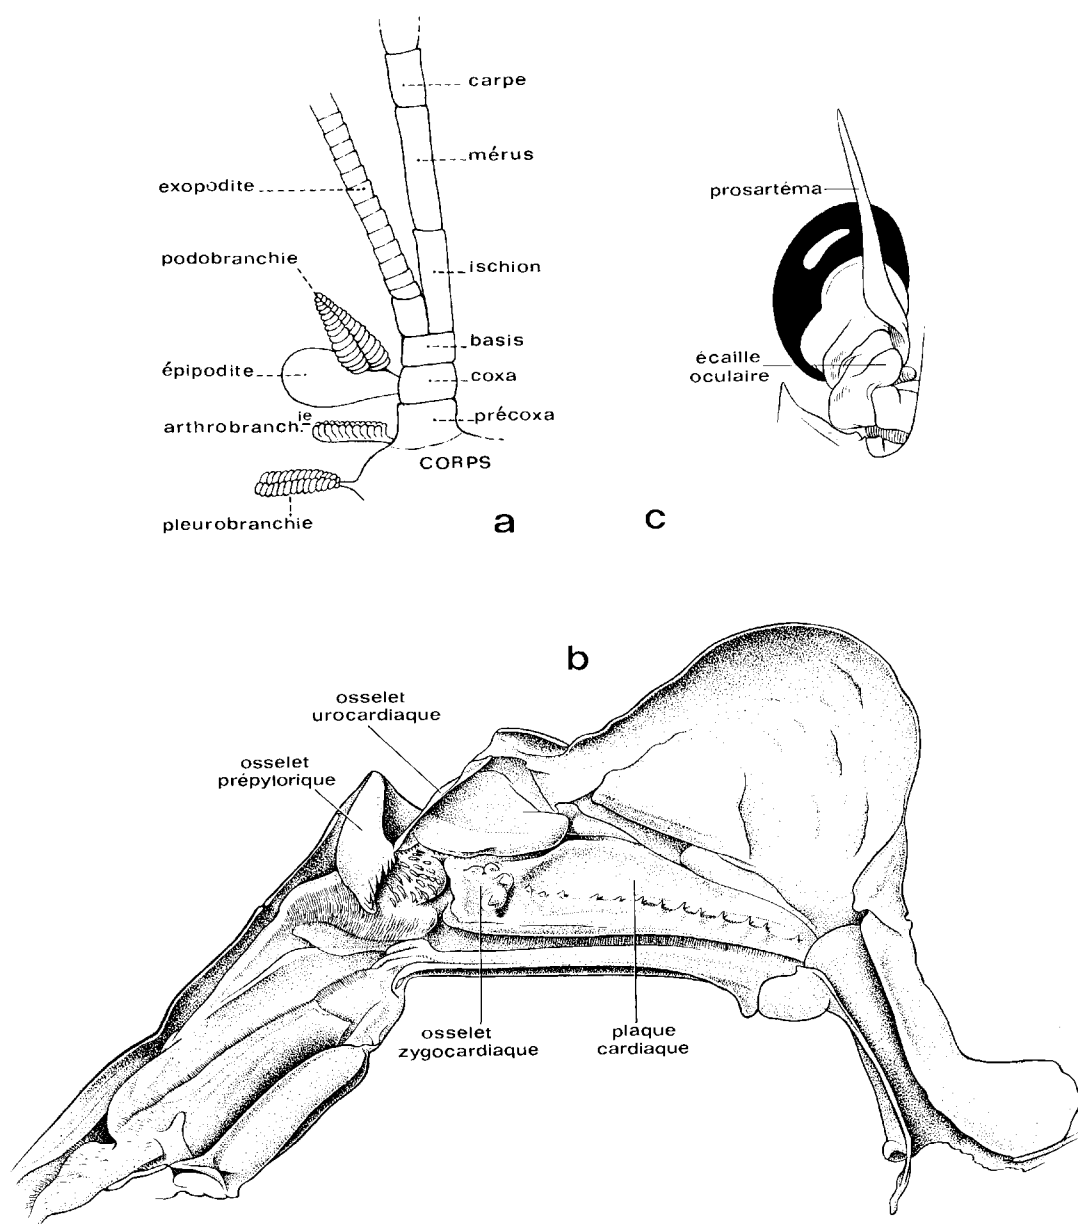 carpe
mérus
exopodite
podobranchie
ischion
basis
épipodite
coxa
arthrobranch.ie
précoxa
CORPS
pleurobranchie
a
prosartéma
écaille
oculaire
c
b
osselet
urocardiaque
osselet
prépylorique
osselet
zygocardiaque
plaque
cardiaque